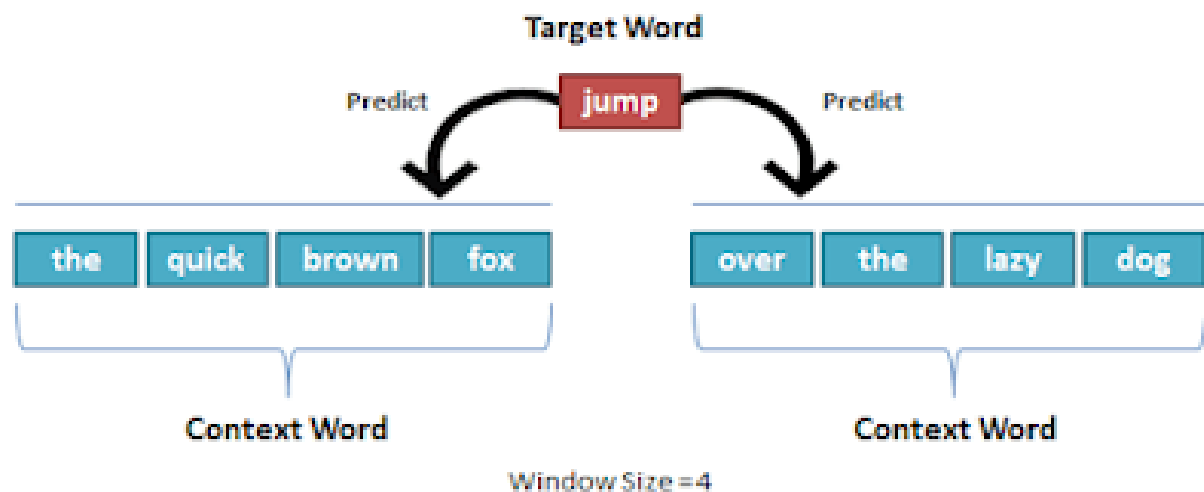 Target Word
Predict jump Predict
the quick brown fox over the lazy dog
Context Word Context Word
Window Size = 4